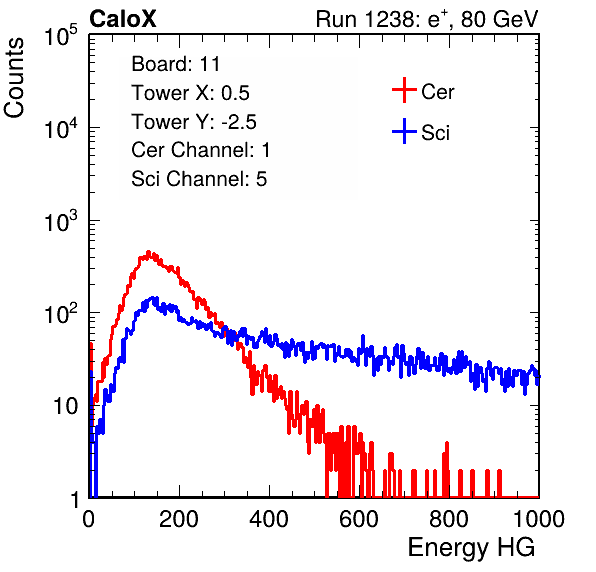 CaloX Run 1238: e⁺, 80 GeV
Counts
10⁵
10⁴
10³
10²
10
1
Board: 11
Tower X: 0.5
Tower Y: -2.5
Cer Channel: 1
Sci Channel: 5
Cer
Sci
0 200 400 600 800 1000
Energy HG